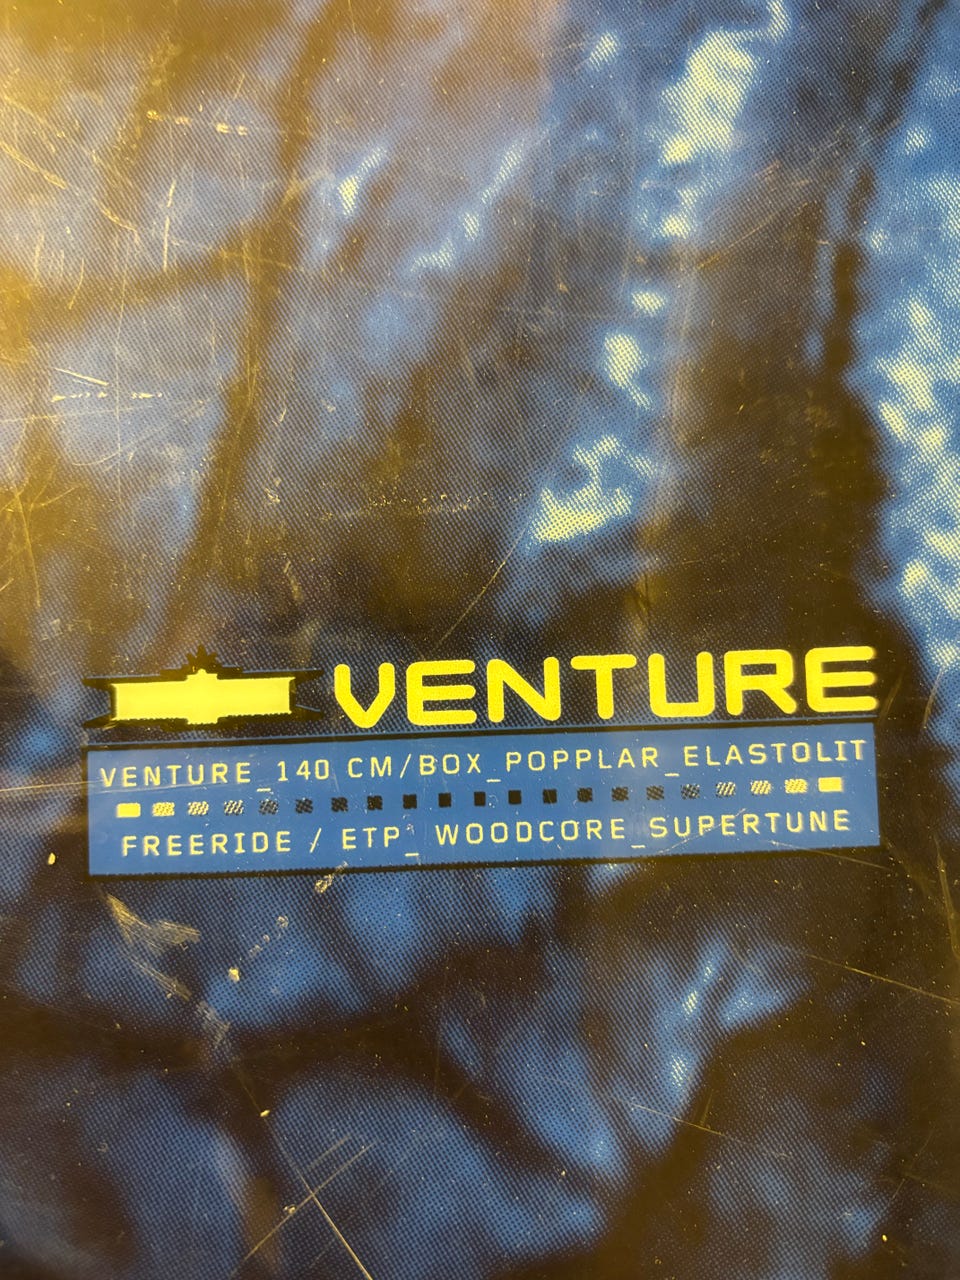 VENTURE
VENTURE_140 CM/BOX_POPPLAR_ELASTOLIT
FREERIDE / ETP_ WOODCORE_SUPERTUNE